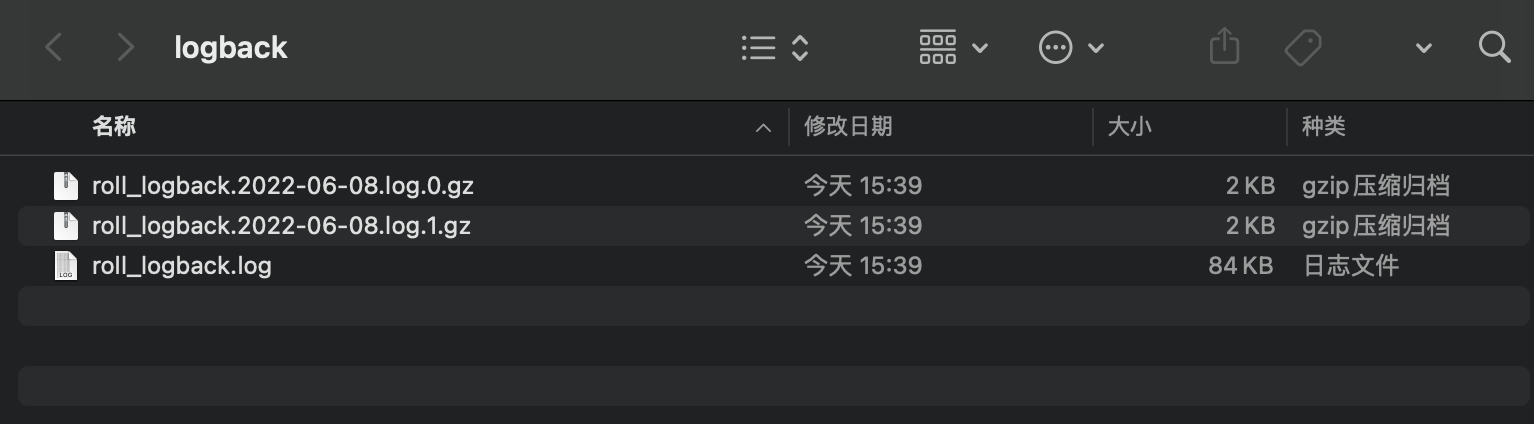 logback
名称 修改日期 大小 种类
roll_logback.2022-06-08.log.0.gz 今天 15:39 2 KB gzip压缩归档
roll_logback.2022-06-08.log.1.gz 今天 15:39 2 KB gzip压缩归档
LOG roll_logback.log 今天 15:39 84 KB 日志文件